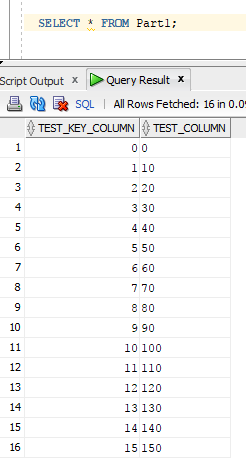 SELECT * FROM Part1;
Script Output × Query Result ×
SQL | All Rows Fetched: 16 in 0.0
TEST_KEY_COLUMN TEST_COLUMN
1 0 0
2 1 10
3 2 20
4 3 30
5 4 40
6 5 50
7 6 60
8 7 70
9 8 80
10 9 90
11 10 100
12 11 110
13 12 120
14 13 130
15 14 140
16 15 150